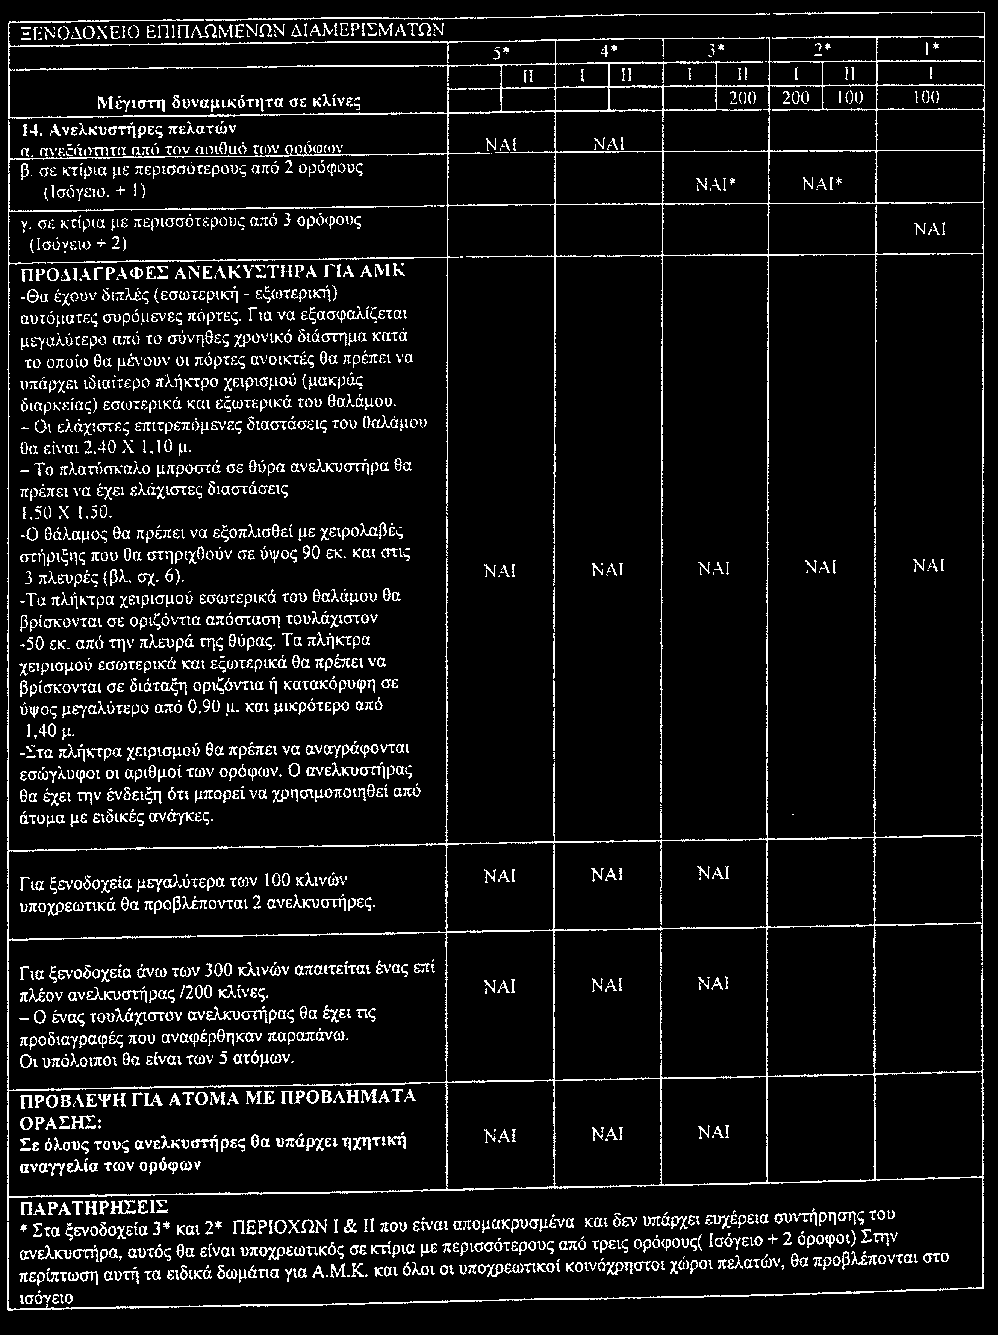 ΞΕΝΟΔΟΧΕΙΟ ΕΠΙΠΛΩΜΕΝΩΝ ΔΙΑΜΕΡΙΣΜΑΤΩΝ
5* 4* 3* 2* 1*
II I II I II I II I
Μέγιστη δυναμικότητα σε κλίνες 200 200 100 100
14. Ανελκυστήρες πελατών
α. ανεξάρτητα από τον αριθμό των ορόφων ΝΑΙ ΝΑΙ
β. σε κτίρια με περισσότερους από 2 ορόφους
(Ισόγειο. + 1) ΝΑΙ* ΝΑΙ*
γ. σε κτίρια με περισσότερους από 3 ορόφους
(Ισόγειο + 2) ΝΑΙ
ΠΡΟΔΙΑΓΡΑΦΕΣ ΑΝΕΛΚΥΣΤΗΡΑ ΓΙΑ ΑΜΚ
-Θα έχουν διπλές (εσωτερική - εξωτερική)
αυτόματες συρόμενες πόρτες. Για να εξασφαλίζεται
μεγαλύτερο από το σύνηθες χρονικό διάστημα κατά
το οποίο θα μένουν οι πόρτες ανοικτές θα πρέπει να
υπάρχει ιδιαίτερο πλήκτρο χειρισμού (μακράς
διαρκείας) εσωτερικά και εξωτερικά του θαλάμου.
– Οι ελάχιστες επιτρεπόμενες διαστάσεις του θαλάμου
θα είναι 2,40 Χ 1,10 μ.
– Το πλατύσκαλο μπροστά σε θύρα ανελκυστήρα θα
πρέπει να έχει ελάχιστες διαστάσεις
1,50 Χ 1,50.
-Ο θάλαμος θα πρέπει να εξοπλισθεί με χειρολαβές
στήριξης που θα στηριχθούν σε ύψος 90 εκ. και στις
3 πλευρές (βλ. σχ. 6). ΝΑΙ ΝΑΙ ΝΑΙ ΝΑΙ ΝΑΙ
-Τα πλήκτρα χειρισμού εσωτερικά του θαλάμου θα
βρίσκονται σε οριζόντια απόσταση τουλάχιστον
-50 εκ. από την πλευρά της θύρας. Τα πλήκτρα
χειρισμού εσωτερικά και εξωτερικά θα πρέπει να
βρίσκονται σε διάταξη οριζόντια ή κατακόρυφη σε
ύψος μεγαλύτερο από 0,90 μ. και μικρότερο από
1,40 μ.
-Στα πλήκτρα χειρισμού θα πρέπει να αναγράφονται
εσώγλυφοι οι αριθμοί των ορόφων. Ο ανελκυστήρας
θα έχει την ένδειξη ότι μπορεί να χρησιμοποιηθεί από
άτομα με ειδικές ανάγκες.
Για ξενοδοχεία μεγαλύτερα των 100 κλινών ΝΑΙ ΝΑΙ ΝΑΙ
υποχρεωτικά θα προβλέπονται 2 ανελκυστήρες.
Για ξενοδοχεία άνω των 300 κλινών απαιτείται ένας επί
πλέον ανελκυστήρας /200 κλίνες. ΝΑΙ ΝΑΙ ΝΑΙ
– Ο ένας τουλάχιστον ανελκυστήρας θα έχει τις
προδιαγραφές που αναφέρθηκαν παραπάνω.
Οι υπόλοιποι θα είναι των 5 ατόμων.
ΠΡΟΒΛΕΨΗ ΓΙΑ ΑΤΟΜΑ ΜΕ ΠΡΟΒΛΗΜΑΤΑ
ΟΡΑΣΗΣ:
Σε όλους τους ανελκυστήρες θα υπάρχει ηχητική ΝΑΙ ΝΑΙ ΝΑΙ
αναγγελία των ορόφων
ΠΑΡΑΤΗΡΗΣΕΙΣ
* Στα ξενοδοχεία 3* και 2* ΠΕΡΙΟΧΩΝ Ι & ΙΙ που είναι απομακρυσμένα και δεν υπάρχει ευχέρεια συντήρησης του
ανελκυστήρα, αυτός θα είναι υποχρεωτικός σε κτίρια με περισσότερους από τρεις ορόφους( Ισόγειο + 2 όροφοι) Στην
περίπτωση αυτή τα ειδικά δωμάτια για Α.Μ.Κ. και όλοι οι υποχρεωτικοί κοινόχρηστοι χώροι πελατών, θα προβλέπονται στο
ισόγειο